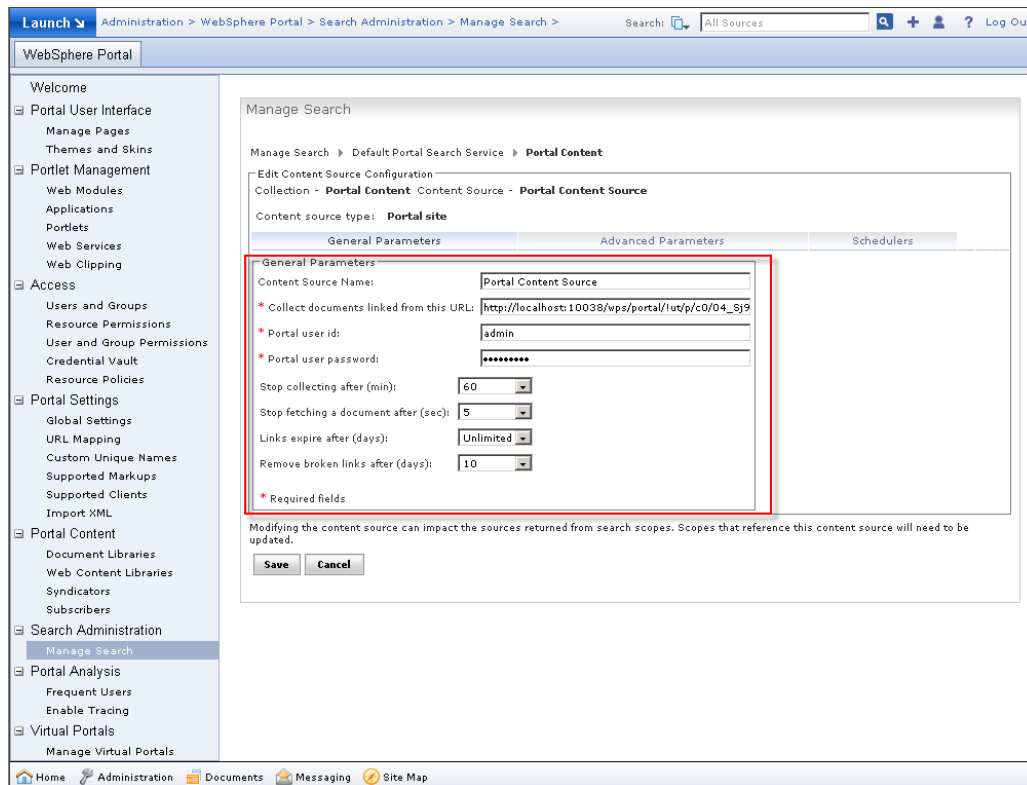 Launch Administration > WebSphere Portal > Search Administration > Manage Search > Search: All Sources ? Log Ou
WebSphere Portal
Welcome
Portal User Interface
Manage Pages
Themes and Skins
Portlet Management
Web Modules
Applications
Portlets
Web Services
Web Clipping
Access
Users and Groups
Resource Permissions
User and Group Permissions
Credential Vault
Resource Policies
Portal Settings
Global Settings
URL Mapping
Custom Unique Names
Supported Markups
Supported Clients
Import XML
Portal Content
Document Libraries
Web Content Libraries
Syndicators
Subscribers
Search Administration
Manage Search
Portal Analysis
Frequent Users
Enable Tracing
Virtual Portals
Manage Virtual Portals
Manage Search
Manage Search Default Portal Search Service Portal Content
Edit Content Source Configuration
Collection - Portal Content Content Source - Portal Content Source
Content source type: Portal site
General Parameters Advanced Parameters Schedulers
General Parameters
Content Source Name: Portal Content Source
* Collect documents linked from this URL: http://localhost:10038/wps/portal/!ut/p/c0/04_Sj9
* Portal user id: admin
* Portal user password: •••••••••
Stop collecting after (min): 60
Stop fetching a document after (sec): 5
Links expire after (days): Unlimited
Remove broken links after (days): 10
* Required fields
Modifying the content source can impact the sources returned from search scopes. Scopes that reference this content source will need to be
updated.
Save Cancel
Home Administration Documents Messaging Site Map